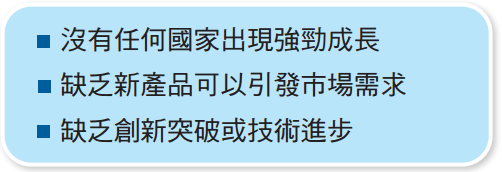 ■ 沒有任何國家出現強勁成長
■ 缺乏新產品可以引發市場需求
■ 缺乏創新突破或技術進步